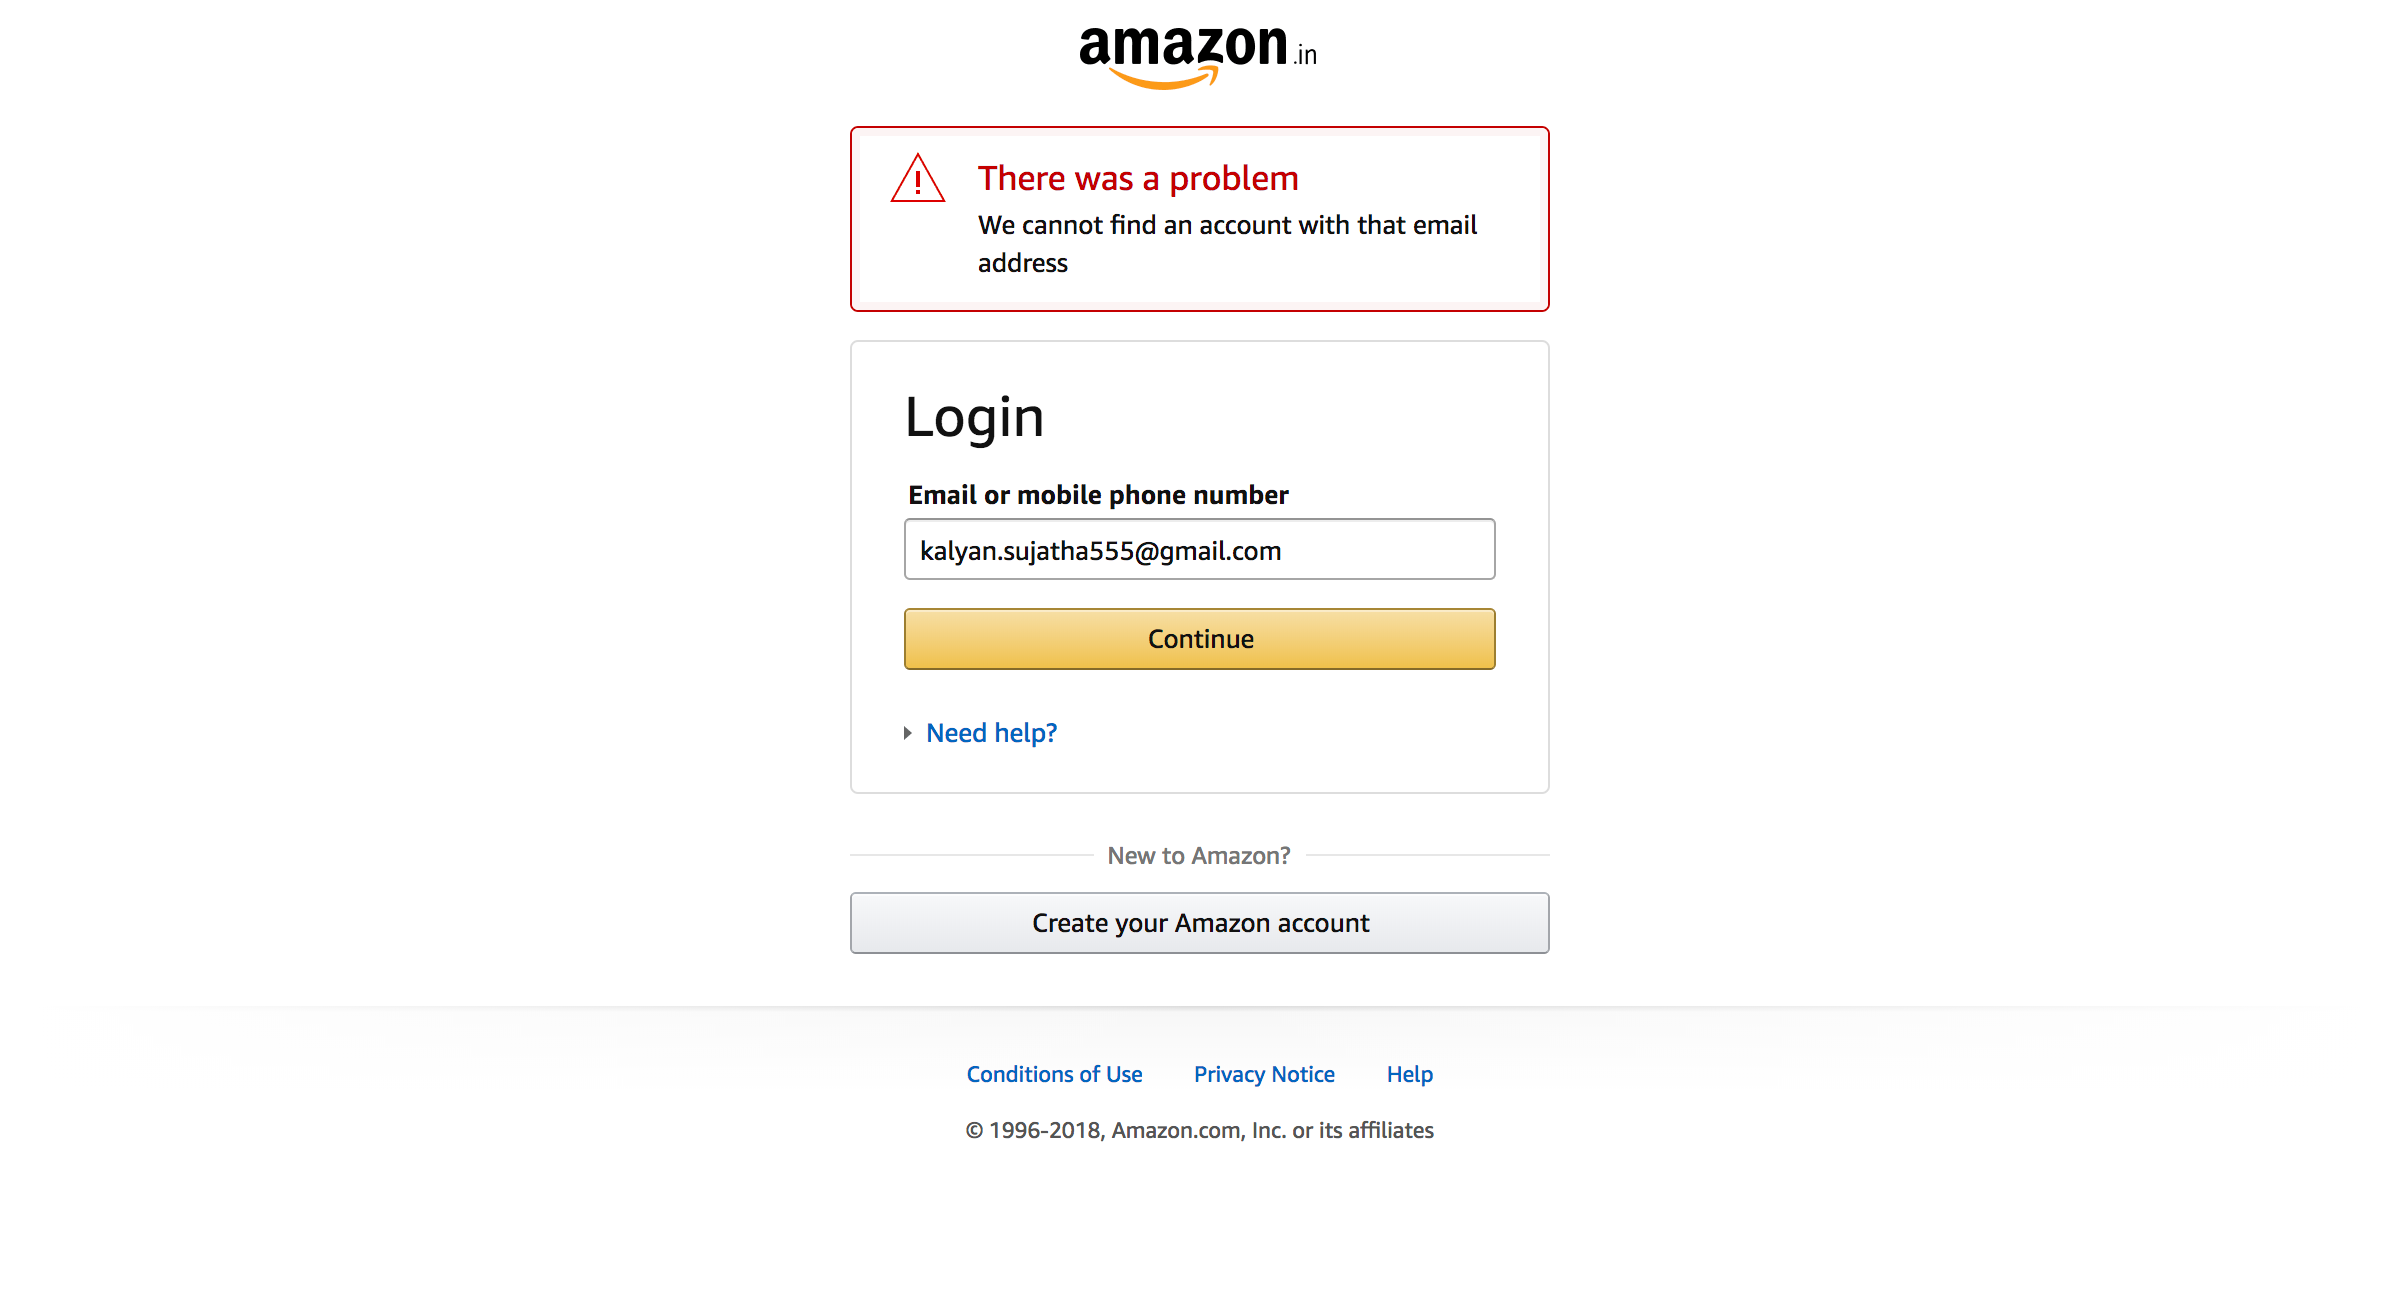 amazon.in
There was a problem
We cannot find an account with that email
address
Login
Email or mobile phone number
kalyan.sujatha555@gmail.com
Continue
Need help?
New to Amazon?
Create your Amazon account
Conditions of Use Privacy Notice Help
© 1996-2018, Amazon.com, Inc. or its affiliates